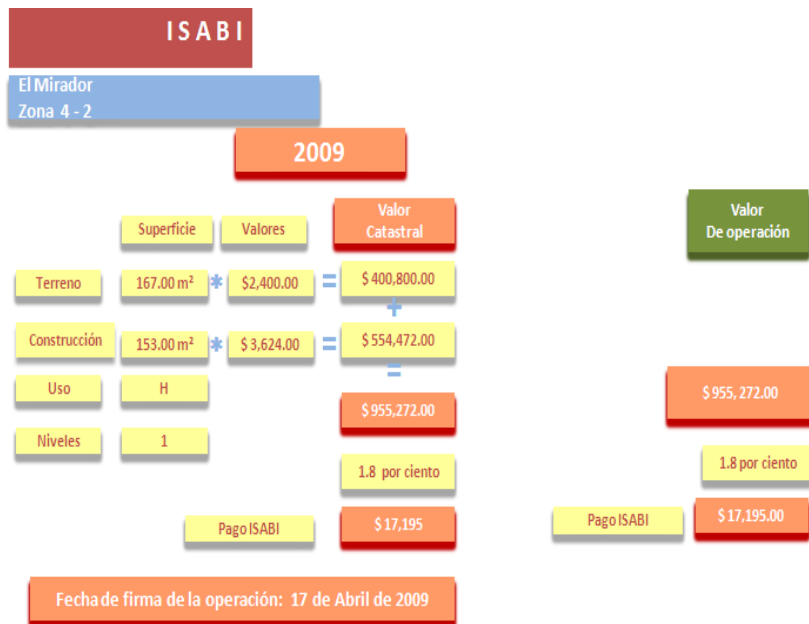 ISABI
El Mirador
Zona 4 - 2
2009
Superficie
Valores
Valor
Catastral
Valor
De operación
Terreno
167.00 m²
*
$2,400.00
=
$ 400,800.00
+
Construcción
153.00 m²
*
$ 3,624.00
=
$ 554,472.00
=
Uso
H
$ 955,272.00
$ 955, 272.00
Niveles
1
1.8 por ciento
1.8 por ciento
Pago ISABI
$ 17,195
Pago ISABI
$ 17,195.00
Fecha de firma de la operación: 17 de Abril de 2009